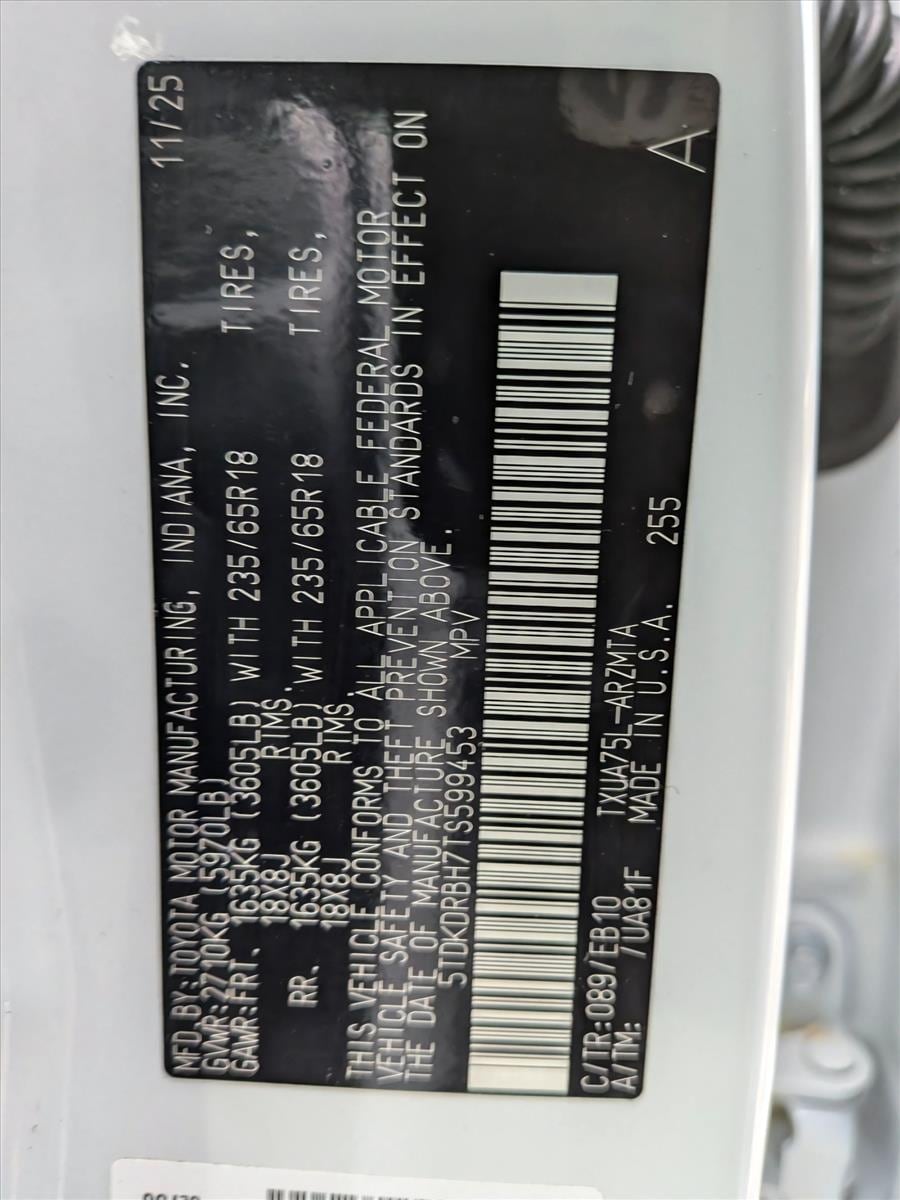 MFD.BY:TOYOTA MOTOR MANUFACTURING, INDIANA, INC. 11/25
GVWR:2710KG (5970LB)
GAWR:FRT. 1635KG (3605LB) WITH 235/65R18 TIRES,
18X8J RIMS.
RR. 1635KG (3605LB) WITH 235/65R18 TIRES,
18X8J RIMS.
THIS VEHICLE CONFORMS TO ALL APPLICABLE FEDERAL MOTOR
VEHICLE SAFETY AND THEFT PREVENTION STANDARDS IN EFFECT ON
THE DATE OF MANUFACTURE SHOWN ABOVE.
5TDKDRBH7TS599453 MPV
C/TR:089/EB10 TXUA75L-ARZMTA
A/TM: /UA81F MADE IN U.S.A. 255 A